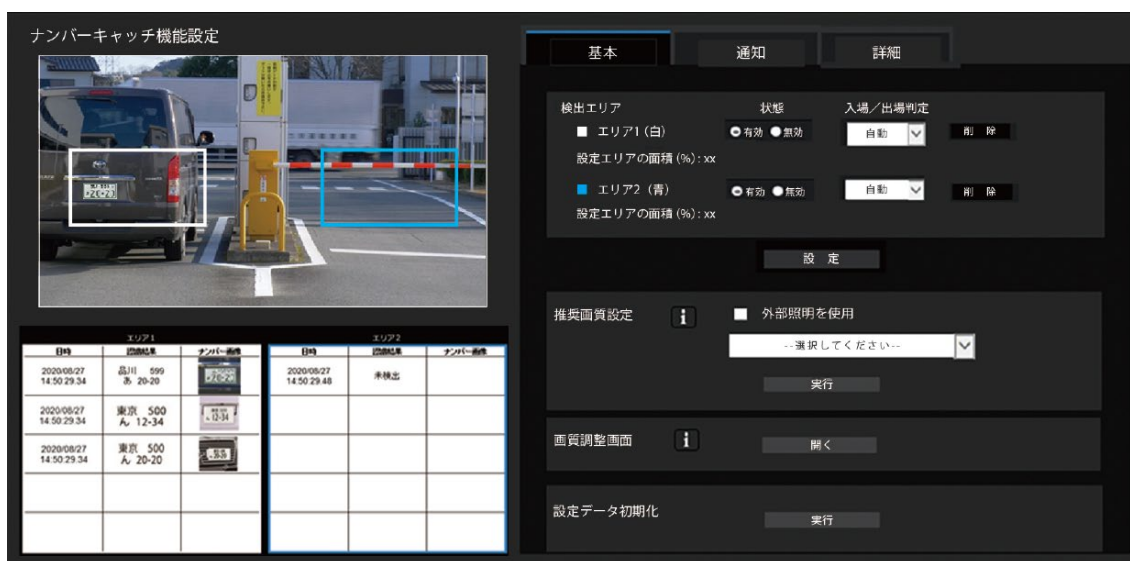 ナンバーキャッチ機能設定
基本
通知
詳細
検出エリア
状態
入場／出場判定
エリア1 (白)
有効
無効
自動
削 除
設定エリアの面積 (%) : xx
エリア2 (青)
有効
無効
自動
削 除
設定エリアの面積 (%) : xx
設 定
推奨画質設定
i
外部照明を使用
--選択してください--
実行
画質調整画面
i
開く
設定データ初期化
実行
エリア1
日時
認識結果
ナンバー画像
2020/08/27
14:50:29.34
品川 599
あ 20-20
2020/08/27
14:50:29.34
東京 500
ん 12-34
12-34
2020/08/27
14:50:29.34
東京 500
ん 20-20
エリア2
日時
認識結果
ナンバー画像
2020/08/27
14:50:29.48
未検出